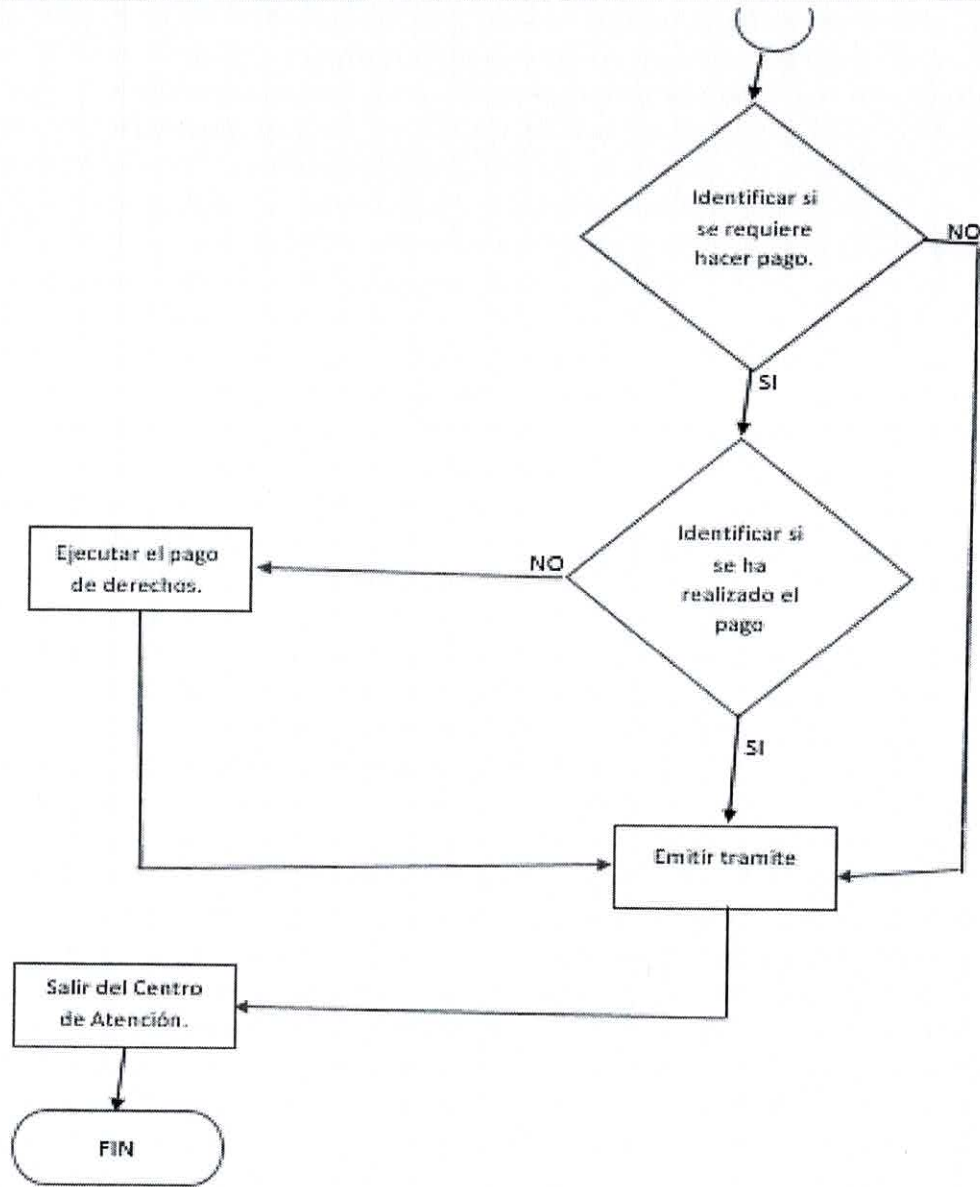 Identificar si
se requiere
hacer pago.
NO
SI
Identificar si
se ha
realizado el
pago
NO
Ejecutar el pago
de derechos.
SI
Emitir tramite
Salir del Centro
de Atención.
FIN